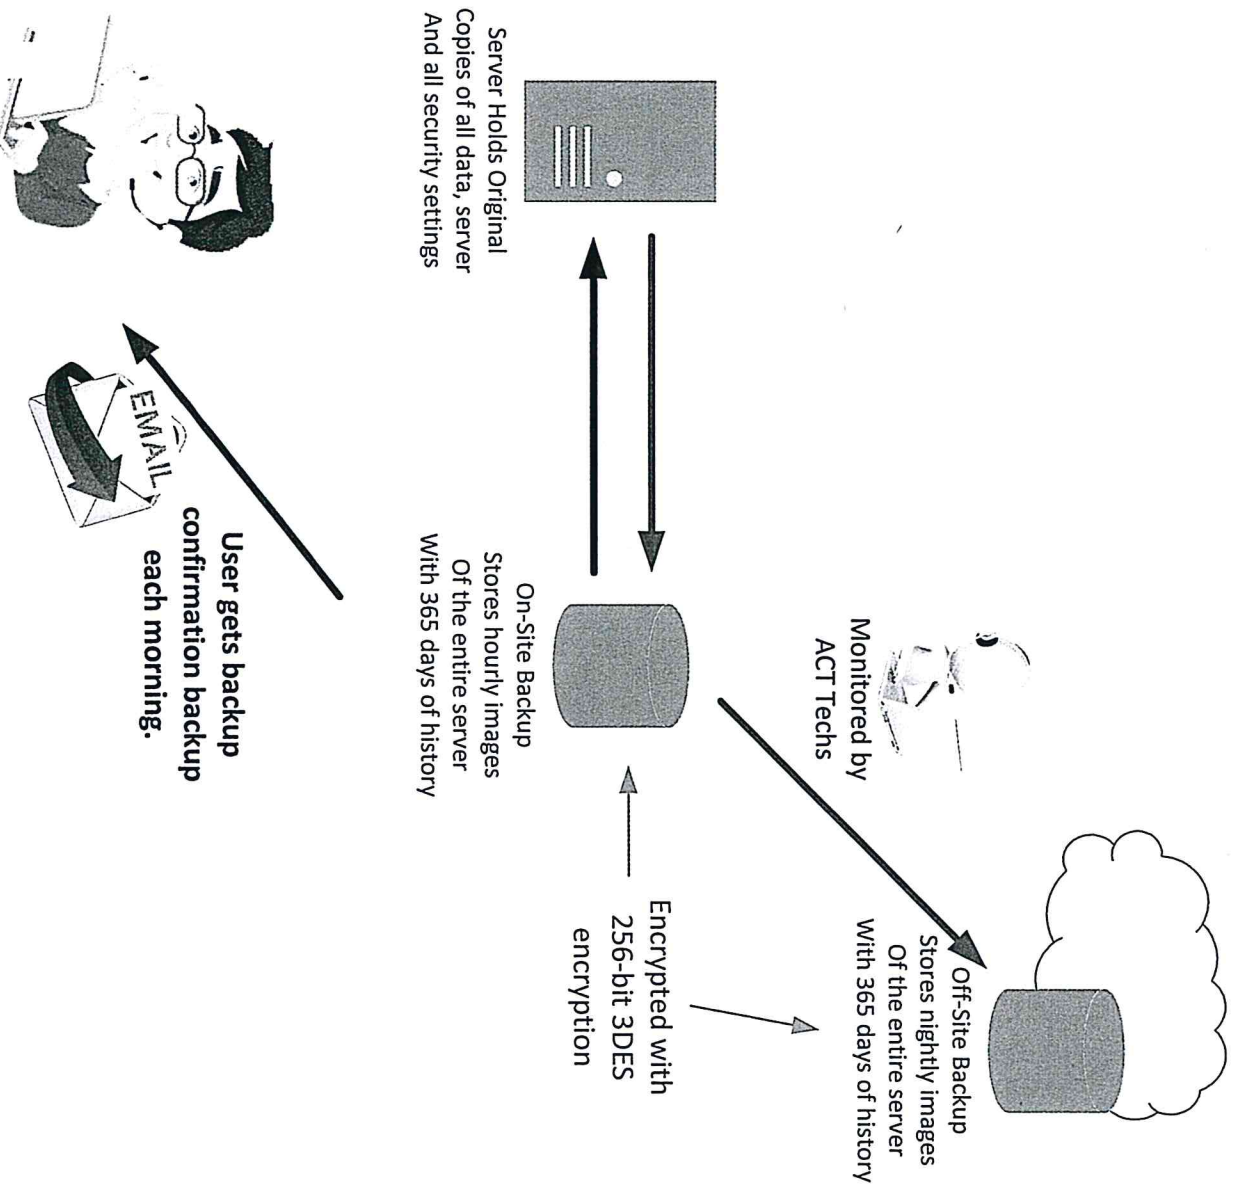 Server Holds Original
Copies of all data, server
And all security settings
On-Site Backup
Stores hourly images
Of the entire server
With 365 days of history
Monitored by
ACT Techs
Off-Site Backup
Stores nightly images
Of the entire server
With 365 days of history
Encrypted with
256-bit 3DES
encryption
EMAIL
User gets backup
confirmation backup
each morning.